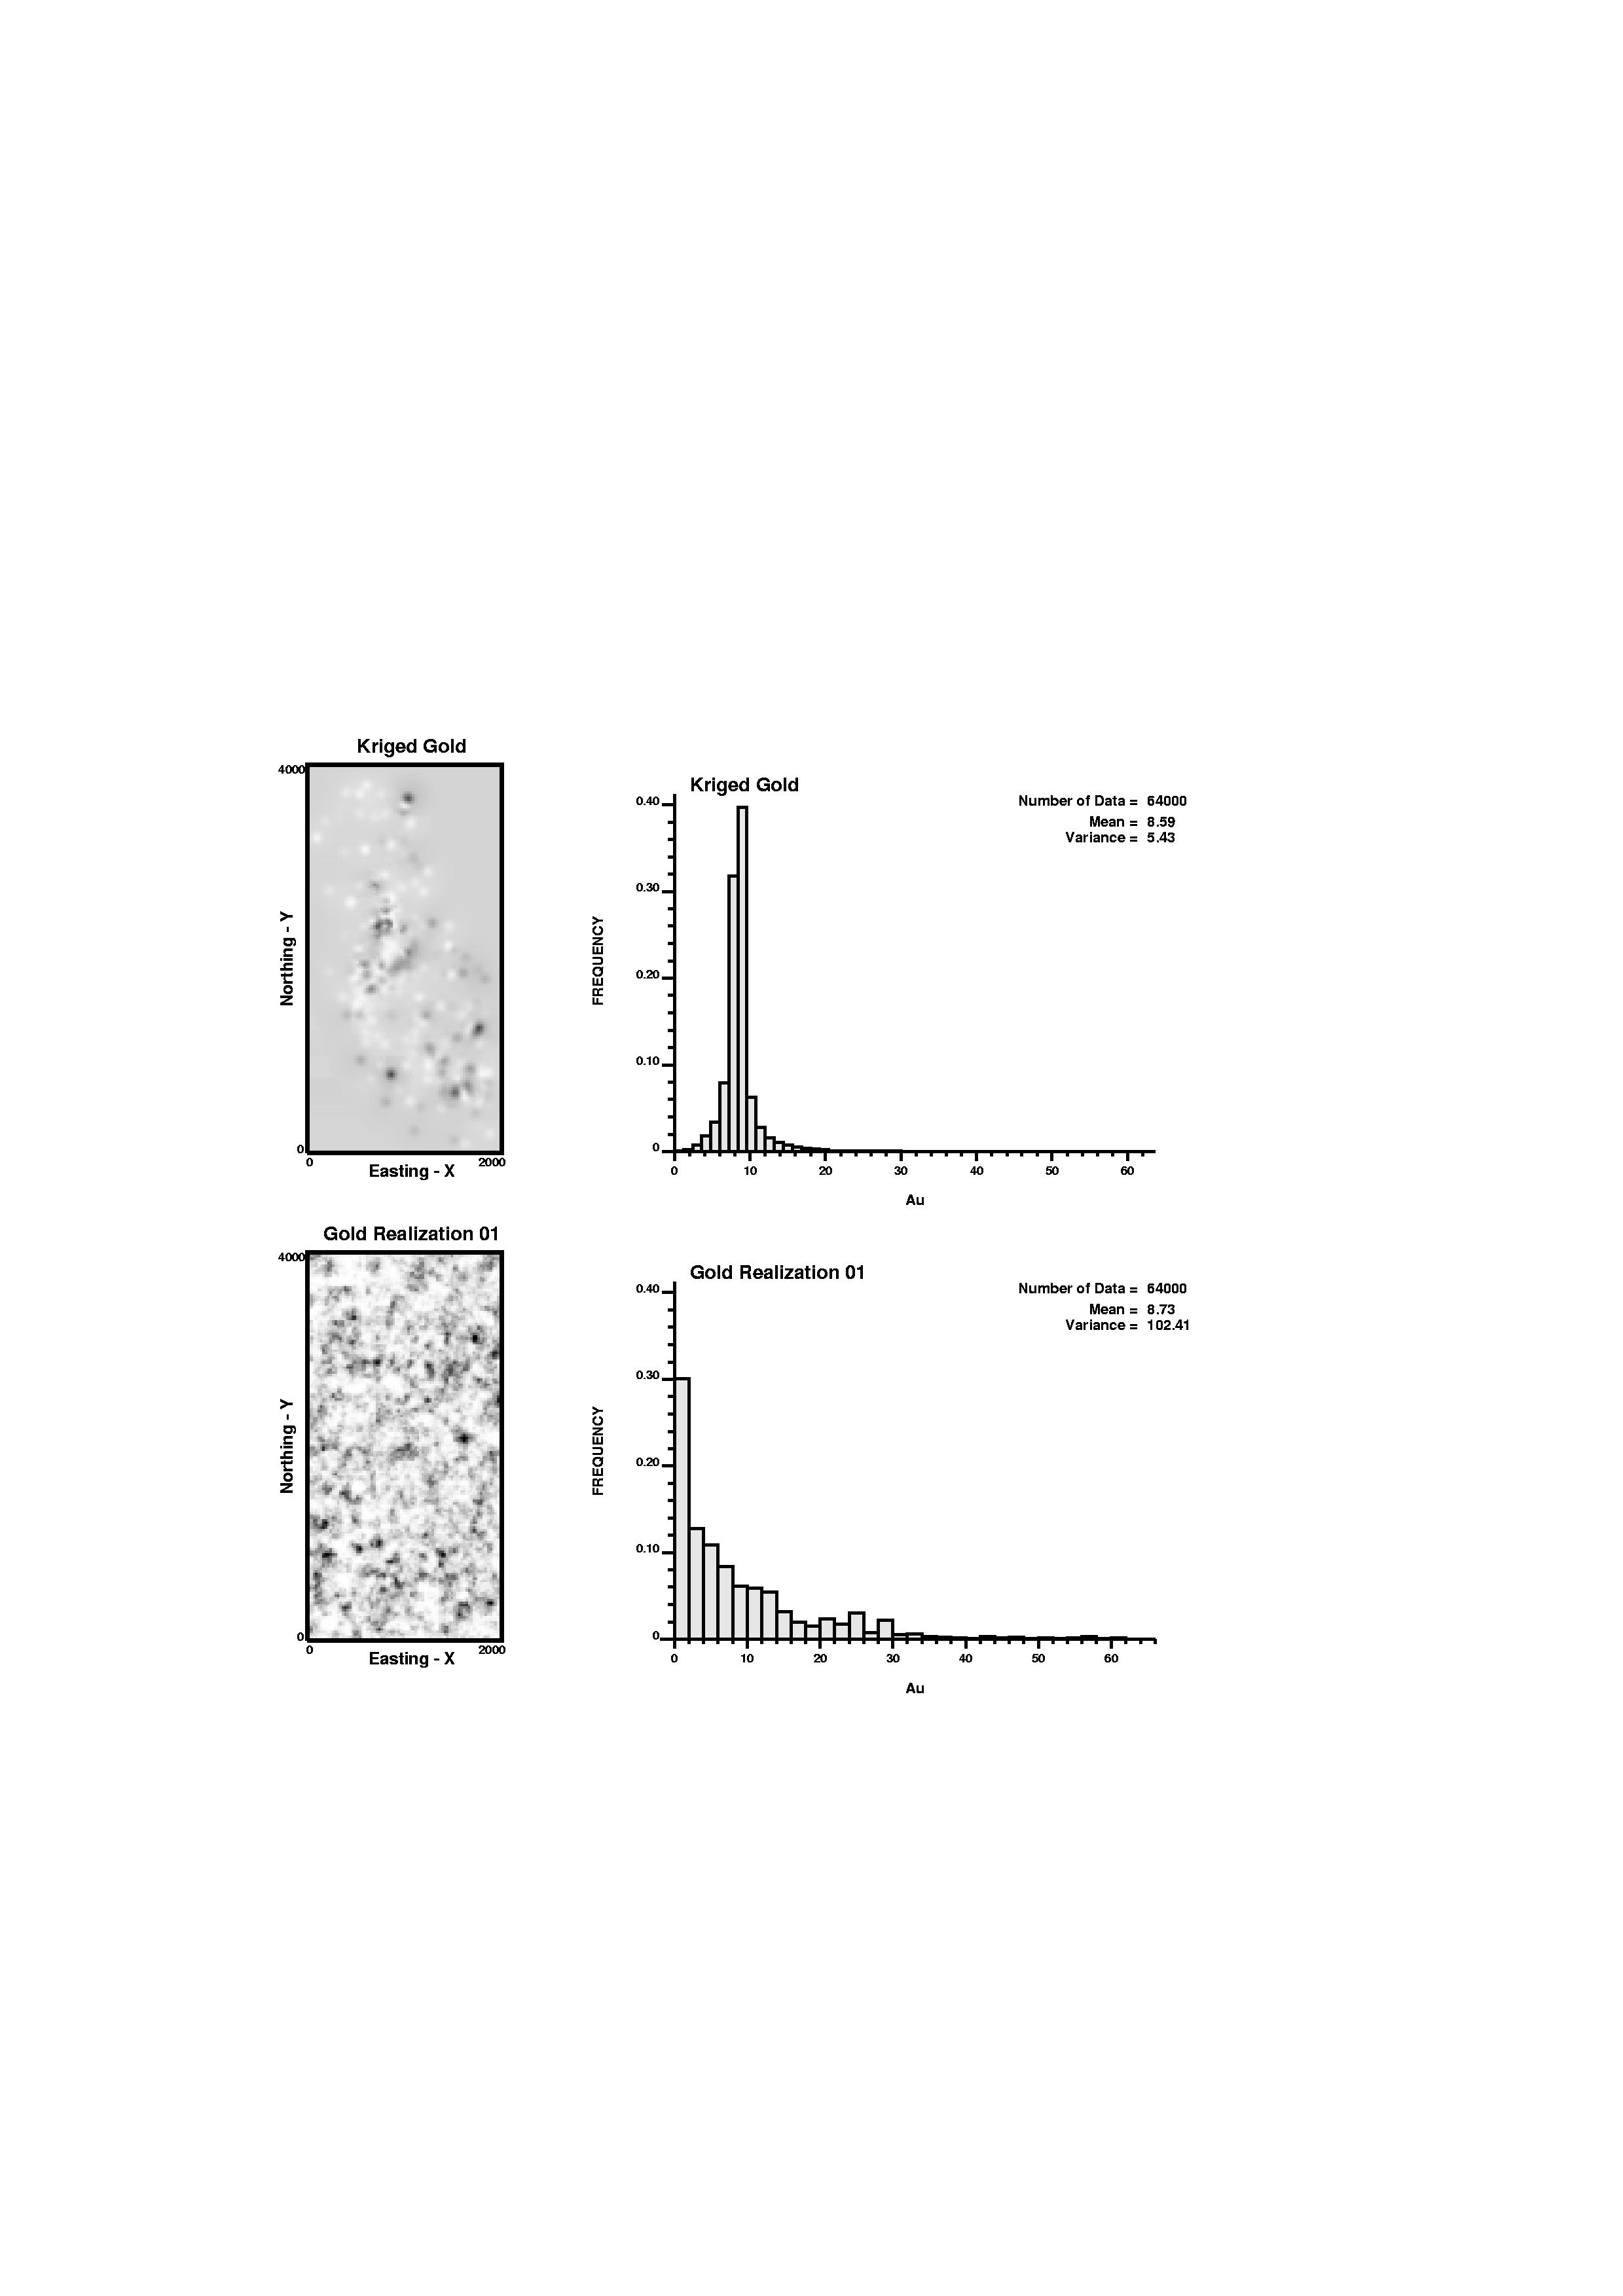 Kriged Gold
4000
Northing - Y
0
0
2000
Easting - X
Kriged Gold
Number of Data = 64000
Mean = 8.59
Variance = 5.43
FREQUENCY
0.40
0.30
0.20
0.10
0
0 10 20 30 40 50 60
Au
Gold Realization 01
4000
Northing - Y
0
0
2000
Easting - X
Gold Realization 01
Number of Data = 64000
Mean = 8.73
Variance = 102.41
FREQUENCY
0.40
0.30
0.20
0.10
0
0 10 20 30 40 50 60
Au